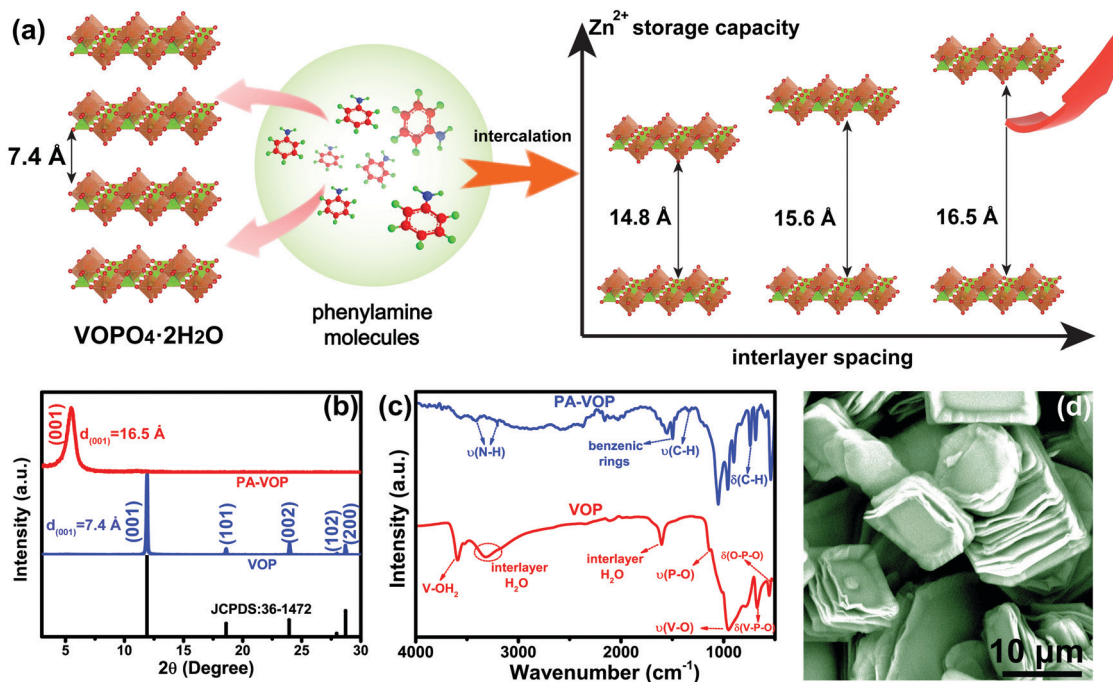 (a)
7.4 Å
VOPO4·2H2O
phenylamine
molecules
intercalation
Zn2+ storage capacity
14.8 Å
15.6 Å
16.5 Å
interlayer spacing
(b)
Intensity (a.u.)
(001)
d(001)=16.5 Å
PA-VOP
d(001)=7.4 Å
(001)
(101)
(002)
(102)
(200)
VOP
JCPDS:36-1472
5 10 15 20 25 30
2θ (Degree)
(c)
Intensity (a.u.)
PA-VOP
υ(N-H)
benzenic
rings
υ(C-H)
δ(C-H)
VOP
V-OH2
interlayer
H2O
interlayer
H2O
υ(P-O)
δ(O-P-O)
υ(V-O)
δ(V-P-O)
4000 3000 2000 1000 500
Wavenumber (cm-1)
(d)
10 μm